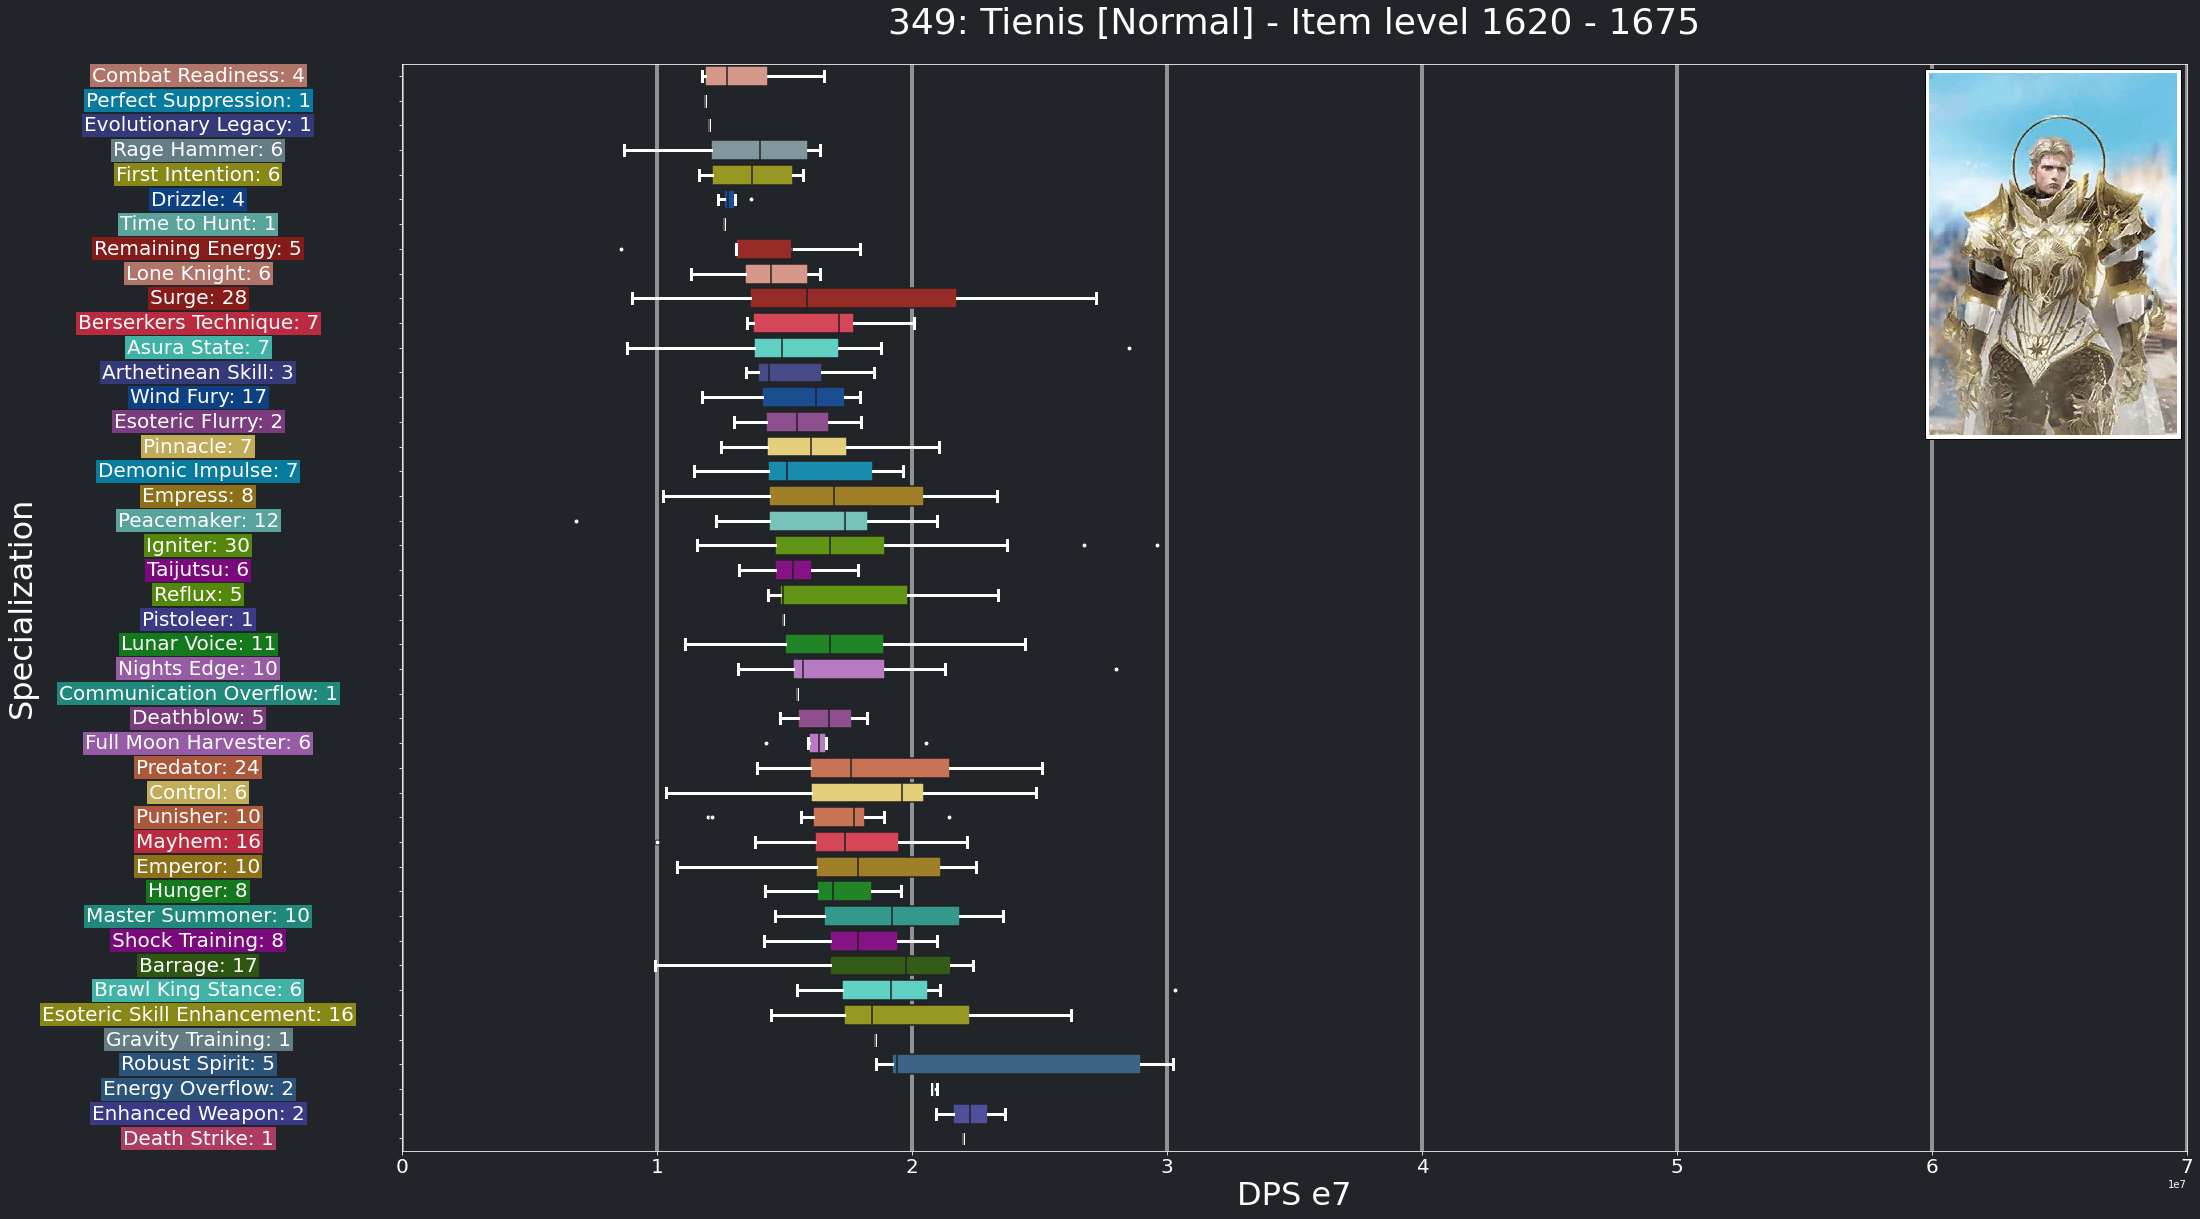 349: Tienis [Normal] - Item level 1620 - 1675
Specialization
Combat Readiness: 4
Perfect Suppression: 1
Evolutionary Legacy: 1
Rage Hammer: 6
First Intention: 6
Drizzle: 4
Time to Hunt: 1
Remaining Energy: 5
Lone Knight: 6
Surge: 28
Berserkers Technique: 7
Asura State: 7
Arthetinean Skill: 3
Wind Fury: 17
Esoteric Flurry: 2
Pinnacle: 7
Demonic Impulse: 7
Empress: 8
Peacemaker: 12
Igniter: 30
Taijutsu: 6
Reflux: 5
Pistoleer: 1
Lunar Voice: 11
Nights Edge: 10
Communication Overflow: 1
Deathblow: 5
Full Moon Harvester: 6
Predator: 24
Control: 6
Punisher: 10
Mayhem: 16
Emperor: 10
Hunger: 8
Master Summoner: 10
Shock Training: 8
Barrage: 17
Brawl King Stance: 6
Esoteric Skill Enhancement: 16
Gravity Training: 1
Robust Spirit: 5
Energy Overflow: 2
Enhanced Weapon: 2
Death Strike: 1
0 1 2 3 4 5 6 7
1e7
DPS e7